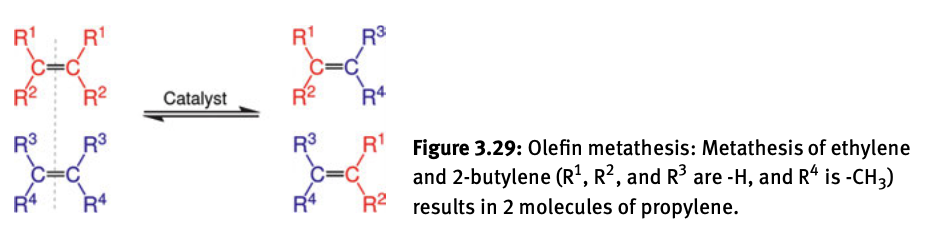 R¹ R¹ R¹ R³
C=C C=C
R² R² Catalyst R² R⁴
R³ R³ R³ R¹
C=C C=C
R⁴ R⁴ R⁴ R²
Figure 3.29: Olefin metathesis: Metathesis of ethylene
and 2-butylene (R¹, R², and R³ are -H, and R⁴ is -CH₃)
results in 2 molecules of propylene.